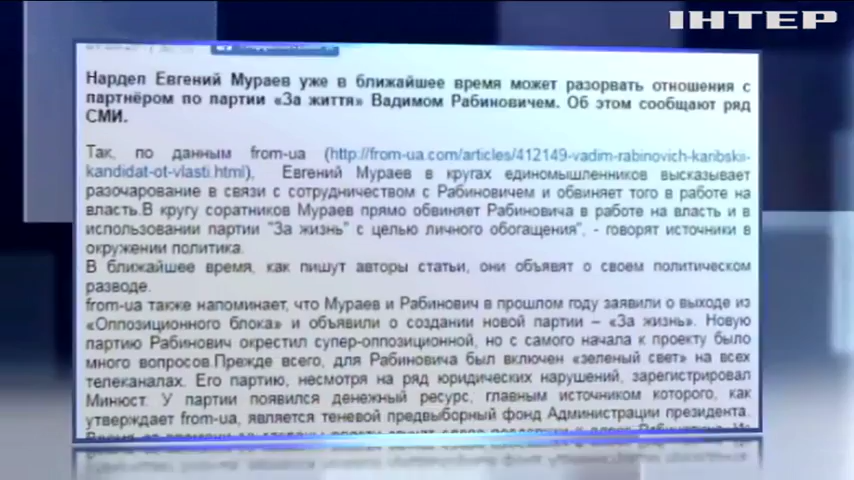 ІНТЕР
Нардеп Евгений Мураев уже в ближайшее время может разорвать отношения с
партнёром по партии «За життя» Вадимом Рабиновичем. Об этом сообщают ряд
СМИ.
Так, по данным from-ua (http://from-ua.com/articles/412149-vadim-rabinovich-karibskii-
kandidat-ot-vlasti.html), Евгений Мураев в кругах единомышленников высказывает
разочарование в связи с сотрудничеством с Рабиновичем и обвиняет того в работе на
власть.В кругу соратников Мураев прямо обвиняет Рабиновича в работе на власть и в
использовании партии "За жизнь" с целью личного обогащения", - говорят источники в
окружении политика.
В ближайшее время, как пишут авторы статьи, они объявят о своем политическом
разводе.
from-ua также напоминает, что Мураев и Рабинович в прошлом году заявили о выходе из
«Оппозиционного блока» и объявили о создании новой партии – «За жизнь». Новую
партию Рабинович окрестил супер-оппозиционной, но с самого начала к проекту было
много вопросов.Прежде всего, для Рабиновича был включен «зеленый свет» на всех
телеканалах. Его партию, несмотря на ряд юридических нарушений, зарегистрировал
Минюст. У партии появился денежный ресурс, главным источником которого, как
утверждает from-ua, является теневой предвыборный фонд Администрации президента.